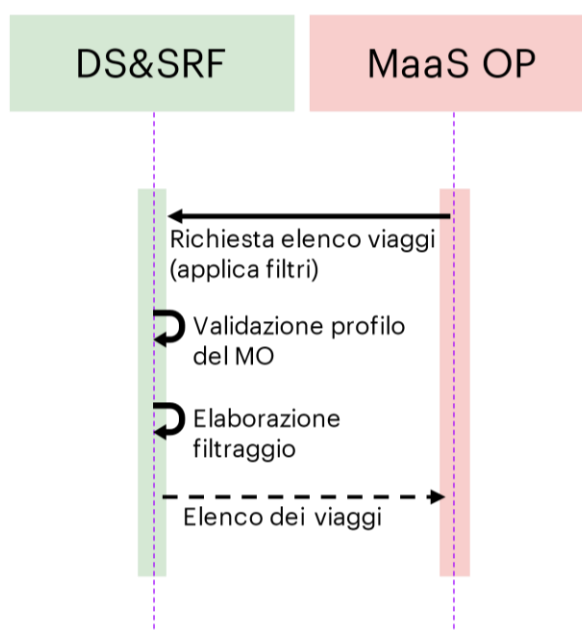 DS&SRF
MaaS OP
Richiesta elenco viaggi
(applica filtri)
Validazione profilo
del MO
Elaborazione
filtraggio
Elenco dei viaggi